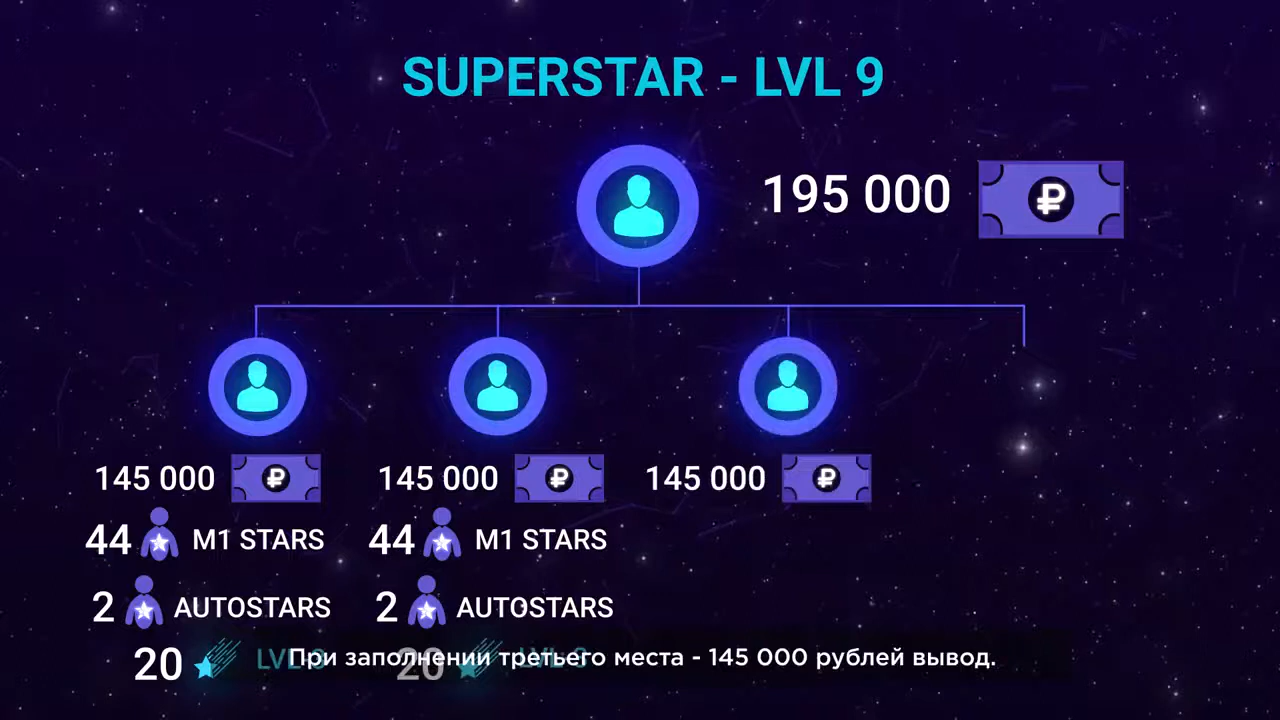 SUPERSTAR - LVL 9
195 000 ₽
145 000 ₽ 145 000 ₽ 145 000 ₽
44 M1 STARS 44 M1 STARS
2 AUTOSTARS 2 AUTOSTARS
20 20
При заполнении третьего места - 145 000 рублей вывод.